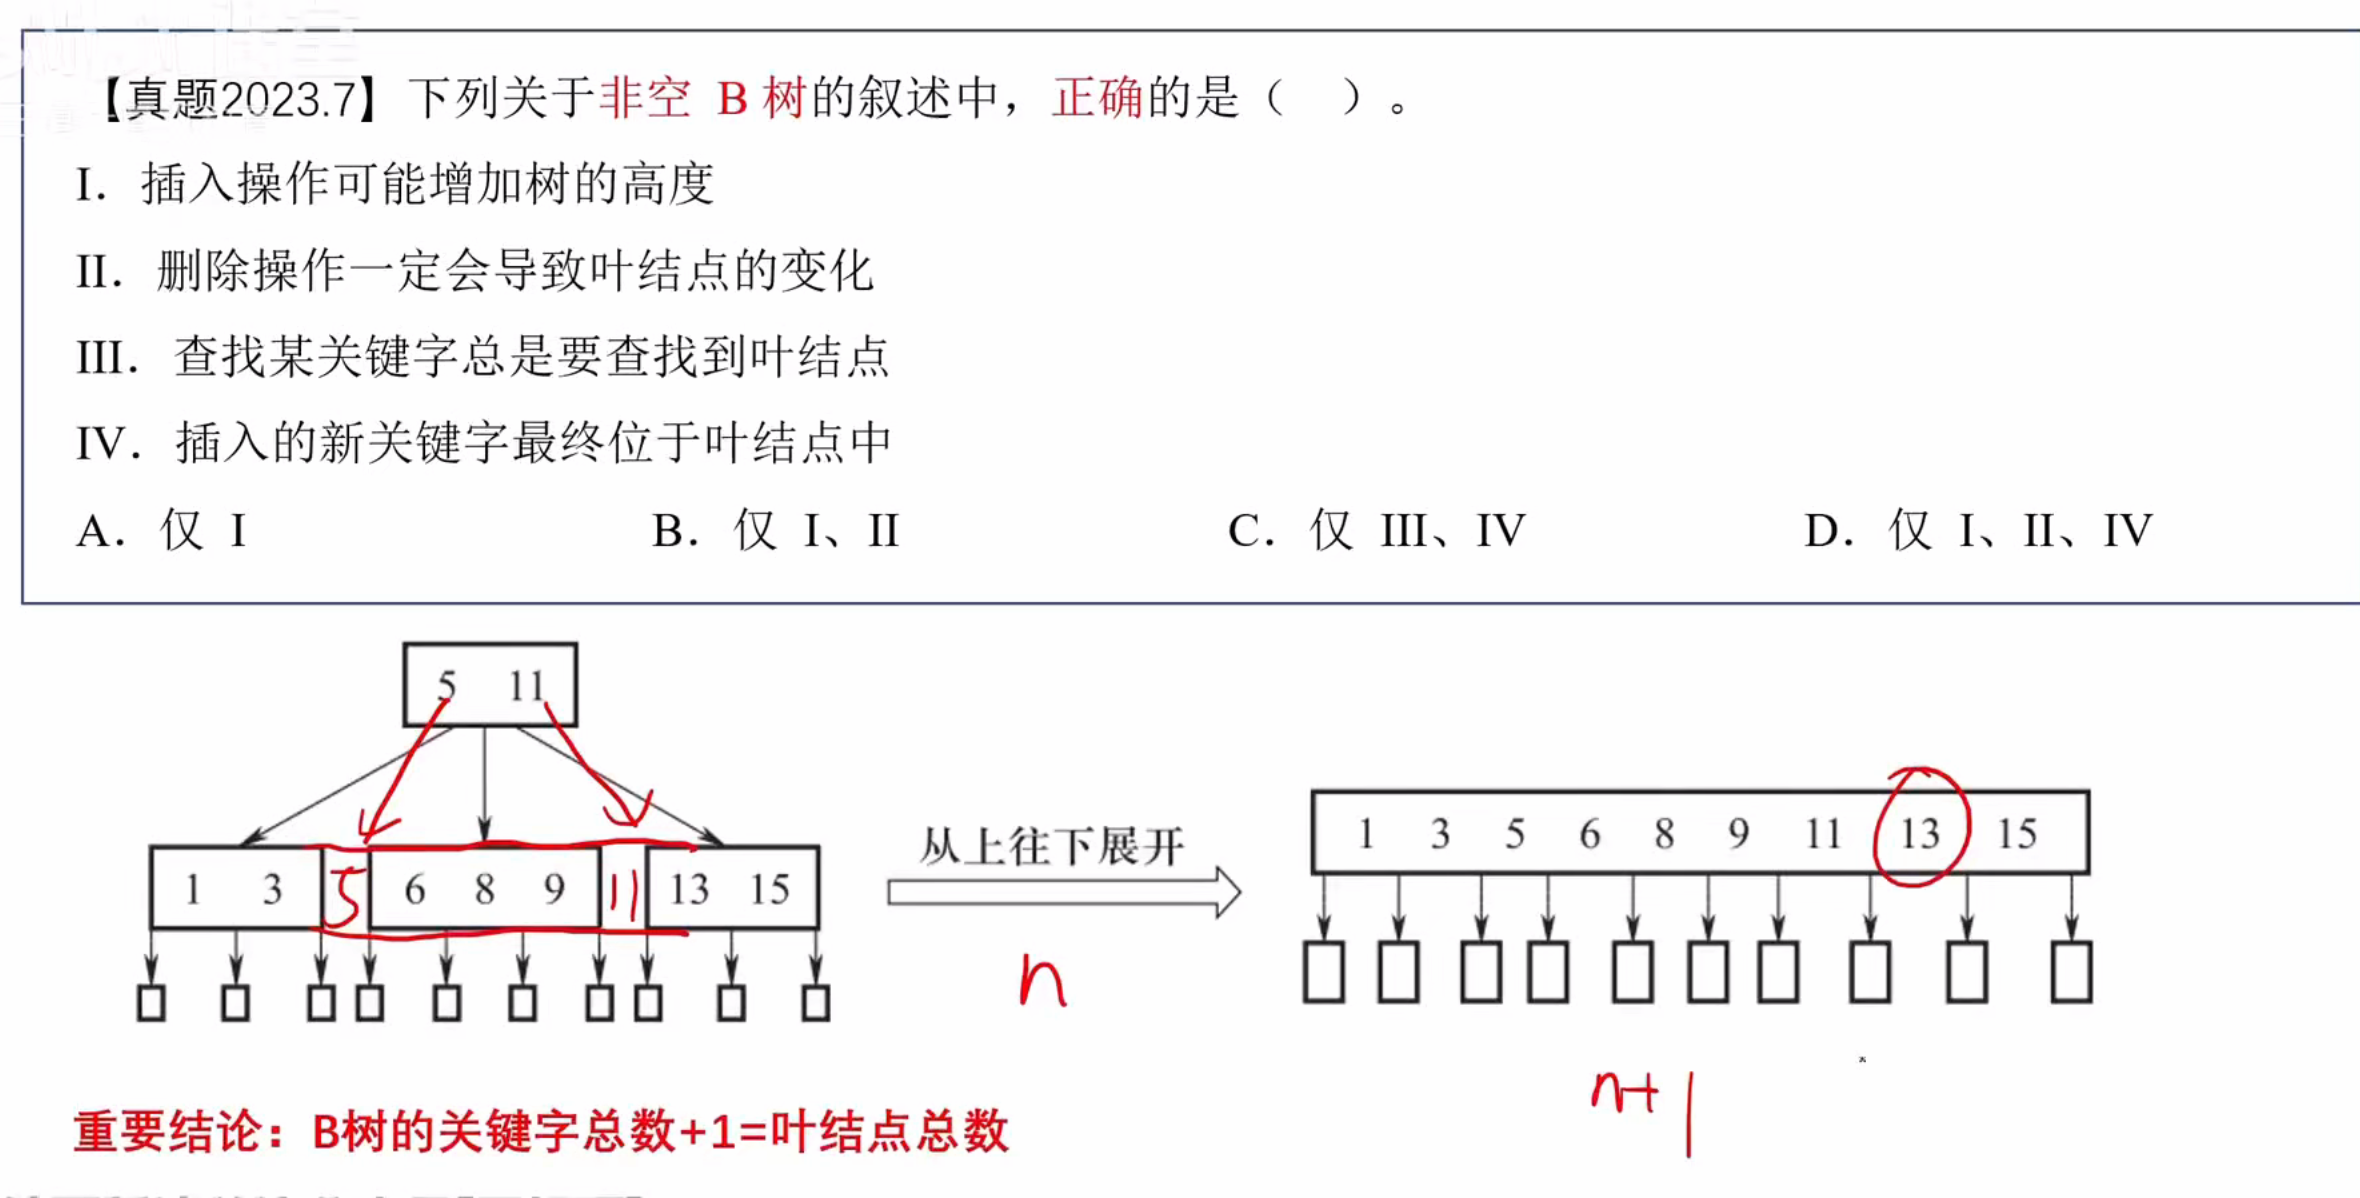 【真题2023.7】下列关于非空 B 树的叙述中，正确的是（　）。
I. 插入操作可能增加树的高度
II. 删除操作一定会导致叶结点的变化
III. 查找某关键字总是要查找到叶结点
IV. 插入的新关键字最终位于叶结点中
A. 仅 I B. 仅 I、II C. 仅 III、IV D. 仅 I、II、IV
5 11
1 3 5 6 8 9 11 13 15
从上往下展开
1 3 5 6 8 9 11 13 15
n
n+1
重要结论：B树的关键字总数+1=叶结点总数